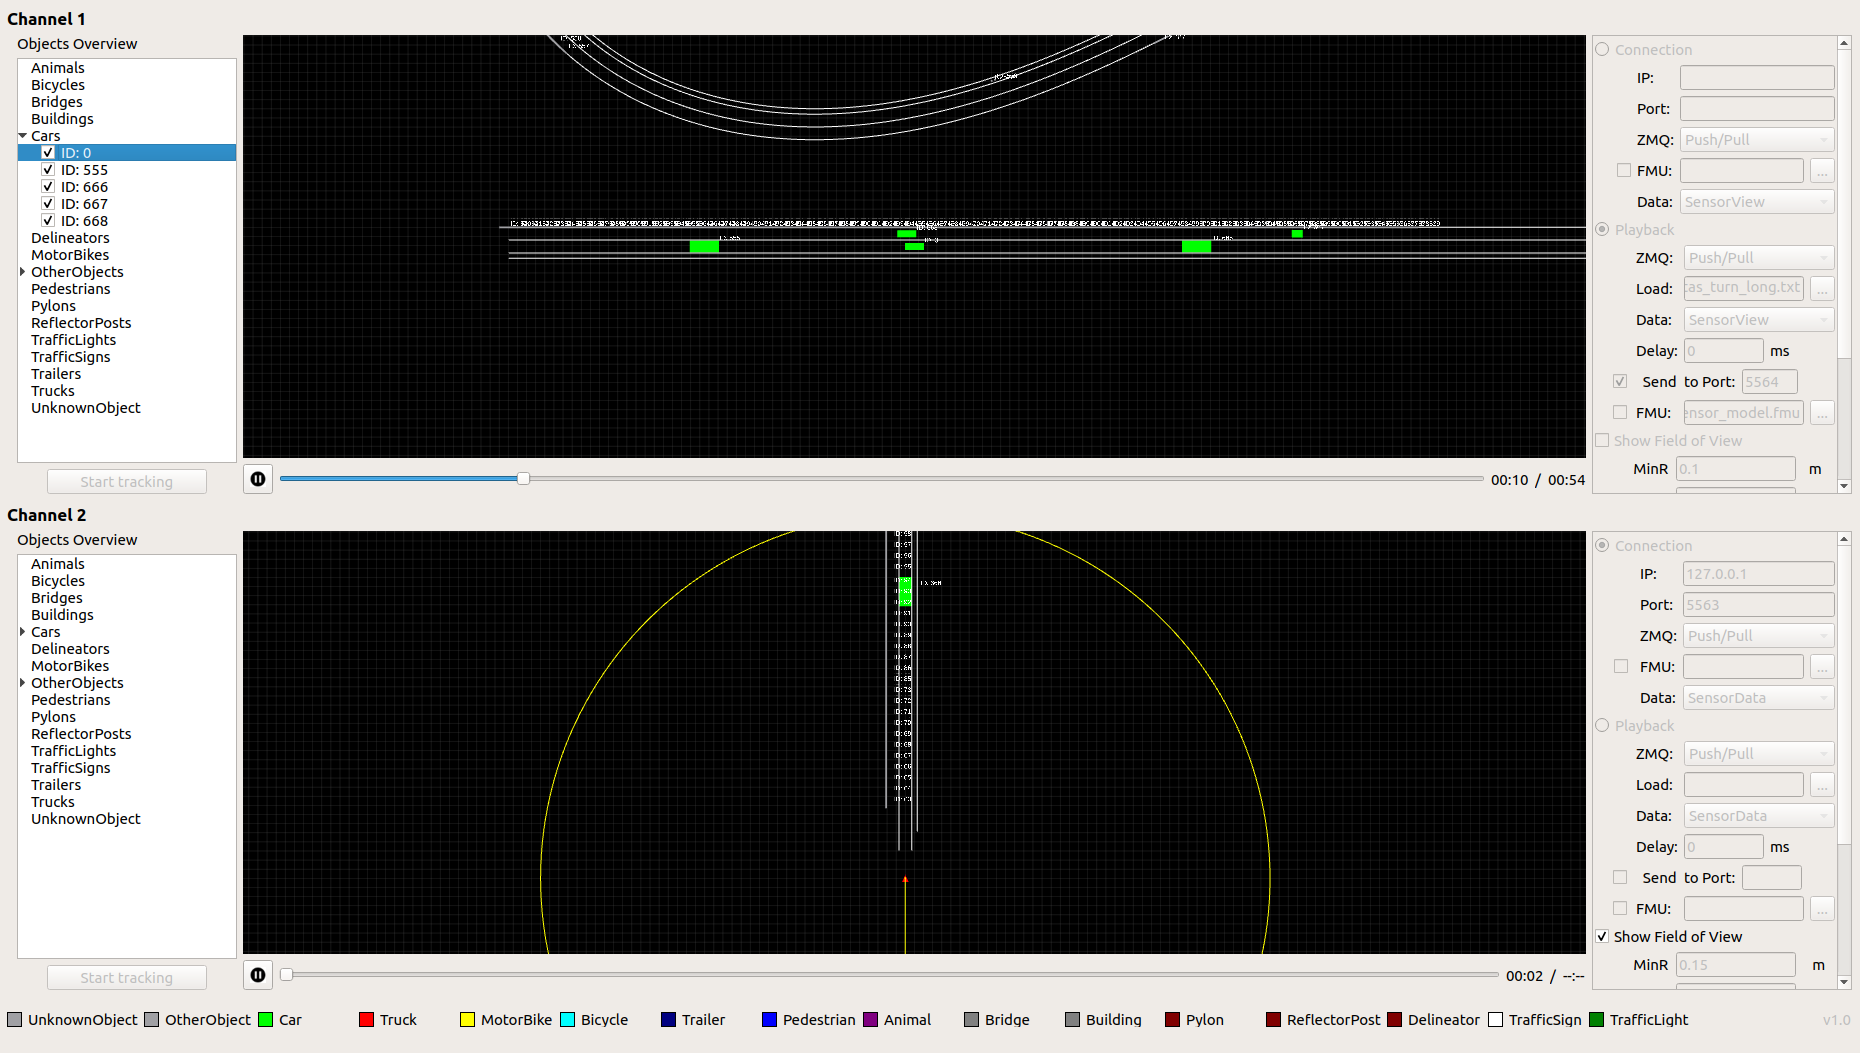 Channel 1
Objects Overview
Animals
Bicycles
Bridges
Buildings
Cars
ID: 0
ID: 555
ID: 666
ID: 667
ID: 668
Delineators
MotorBikes
OtherObjects
Pedestrians
Pylons
ReflectorPosts
TrafficLights
TrafficSigns
Trailers
Trucks
UnknownObject
Start tracking
00:10 / 00:54
Connection
IP:
Port:
ZMQ: Push/Pull
FMU: ...
Data: SensorView
Playback
ZMQ: Push/Pull
Load: cas_turn_long.txt ...
Data: SensorView
Delay: 0 ms
Send to Port: 5564
FMU: ensor_model.fmu ...
Show Field of View
MinR 0.1 m
Channel 2
Objects Overview
Animals
Bicycles
Bridges
Buildings
Cars
Delineators
MotorBikes
OtherObjects
Pedestrians
Pylons
ReflectorPosts
TrafficLights
TrafficSigns
Trailers
Trucks
UnknownObject
Start tracking
00:02 / --:--
Connection
IP: 127.0.0.1
Port: 5563
ZMQ: Push/Pull
FMU: ...
Data: SensorData
Playback
ZMQ: Push/Pull
Load: ...
Data: SensorData
Delay: 0 ms
Send to Port:
FMU: ...
Show Field of View
MinR 0.15 m
UnknownObject OtherObject Car Truck MotorBike Bicycle Trailer Pedestrian Animal Bridge Building Pylon ReflectorPost Delineator TrafficSign TrafficLight v1.0